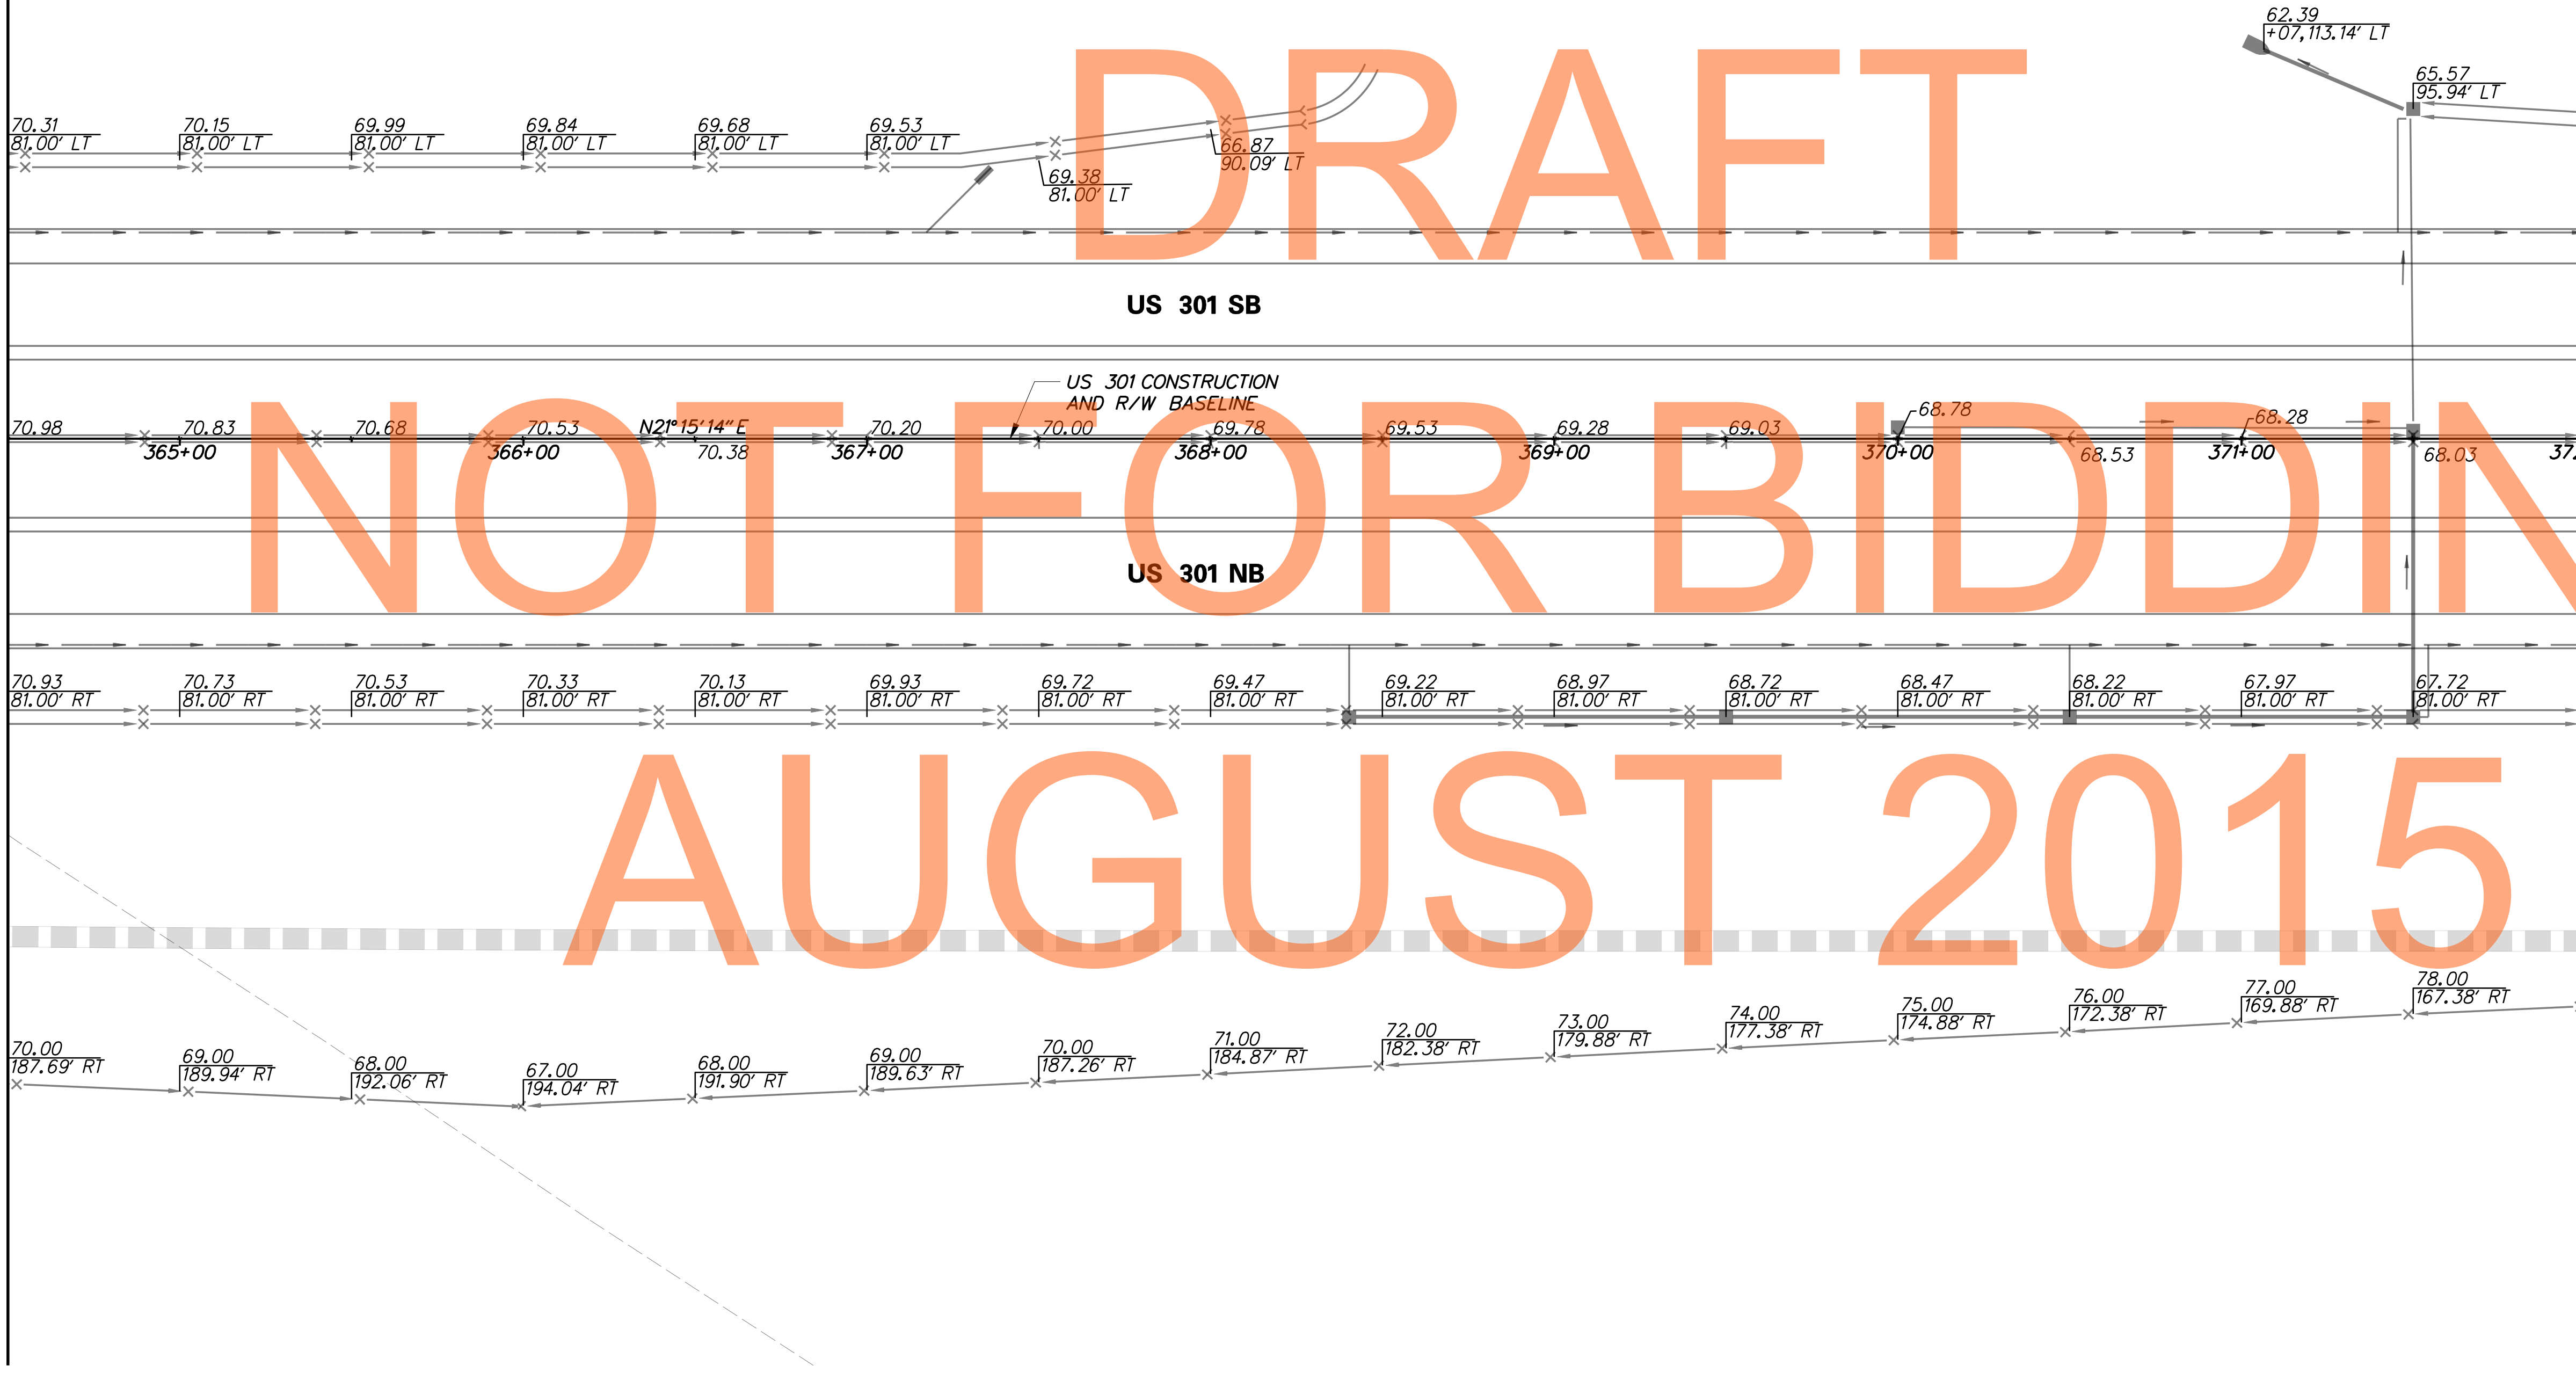 62.39
+07,113.14' LT
65.57
95.94' LT
70.31
81.00' LT
70.15
81.00' LT
69.99
81.00' LT
69.84
81.00' LT
69.68
81.00' LT
69.53
81.00' LT
69.38
81.00' LT
66.87
90.09' LT
DRAFT
US 301 SB
US 301 CONSTRUCTION
AND R/W BASELINE
70.98
70.83
70.68
70.53
N21°15'14"E
70.38
70.20
70.00
69.78
69.53
69.28
69.03
68.78
68.53
68.28
68.03
365+00
366+00
367+00
368+00
369+00
370+00
371+00
372
NOT FOR BIDDIN
US 301 NB
70.93
81.00' RT
70.73
81.00' RT
70.53
81.00' RT
70.33
81.00' RT
70.13
81.00' RT
69.93
81.00' RT
69.72
81.00' RT
69.47
81.00' RT
69.22
81.00' RT
68.97
81.00' RT
68.72
81.00' RT
68.47
81.00' RT
68.22
81.00' RT
67.97
81.00' RT
67.72
81.00' RT
AUGUST 2015
70.00
187.69' RT
69.00
189.94' RT
68.00
192.06' RT
67.00
194.04' RT
68.00
191.90' RT
69.00
189.63' RT
70.00
187.26' RT
71.00
184.87' RT
72.00
182.38' RT
73.00
179.88' RT
74.00
177.38' RT
75.00
174.88' RT
76.00
172.38' RT
77.00
169.88' RT
78.00
167.38' RT